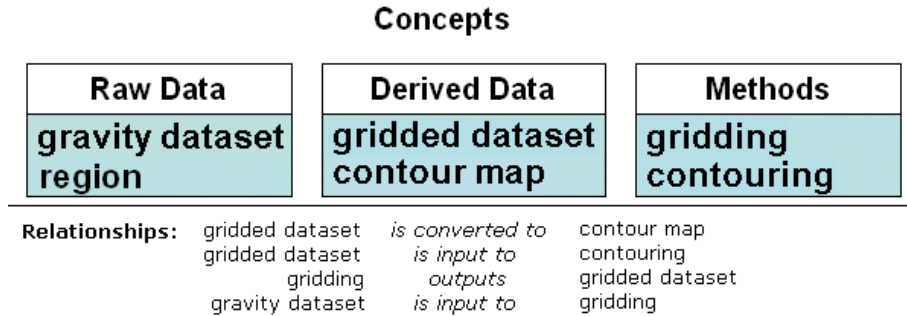 Concepts
Raw Data
gravity dataset
region
Derived Data
gridded dataset
contour map
Methods
gridding
contouring
Relationships: gridded dataset is converted to contour map
gridded dataset is input to contouring
gridding outputs gridded dataset
gravity dataset is input to gridding